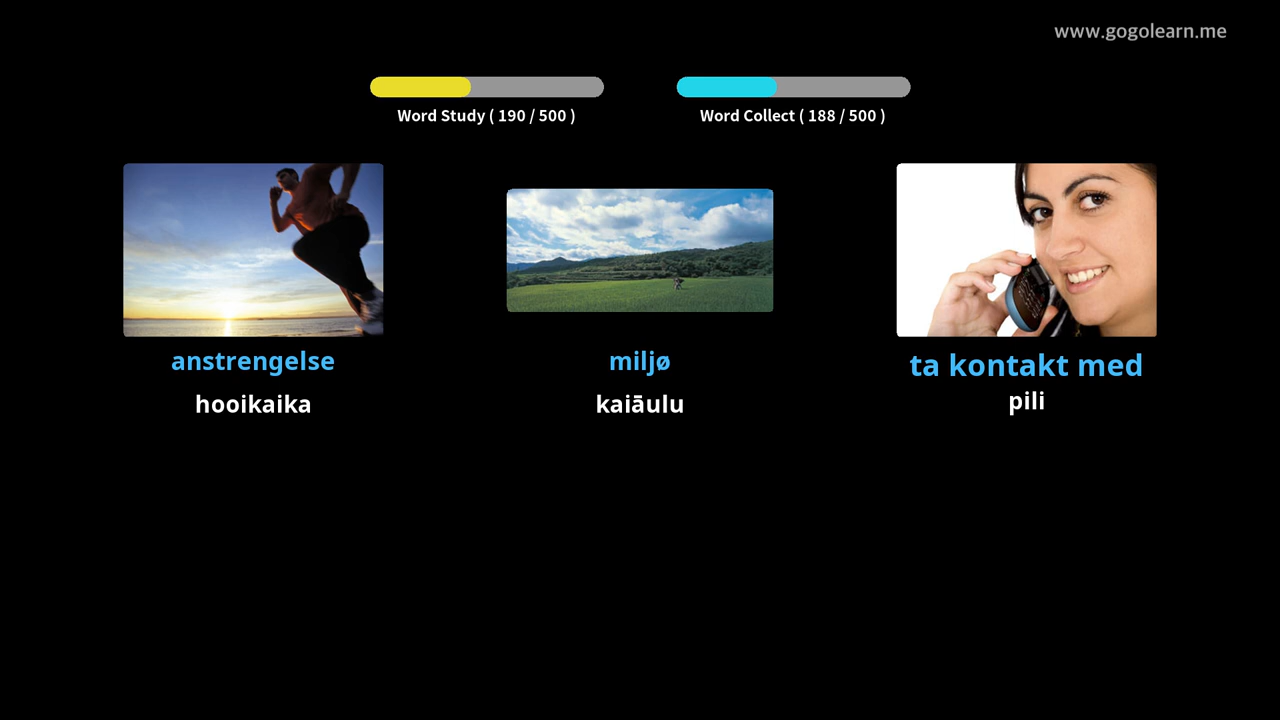 www.gogolearn.me
Word Study ( 190 / 500 )
Word Collect ( 188 / 500 )
anstrengelse
hooikaika
miljø
kaiāulu
ta kontakt med
pili